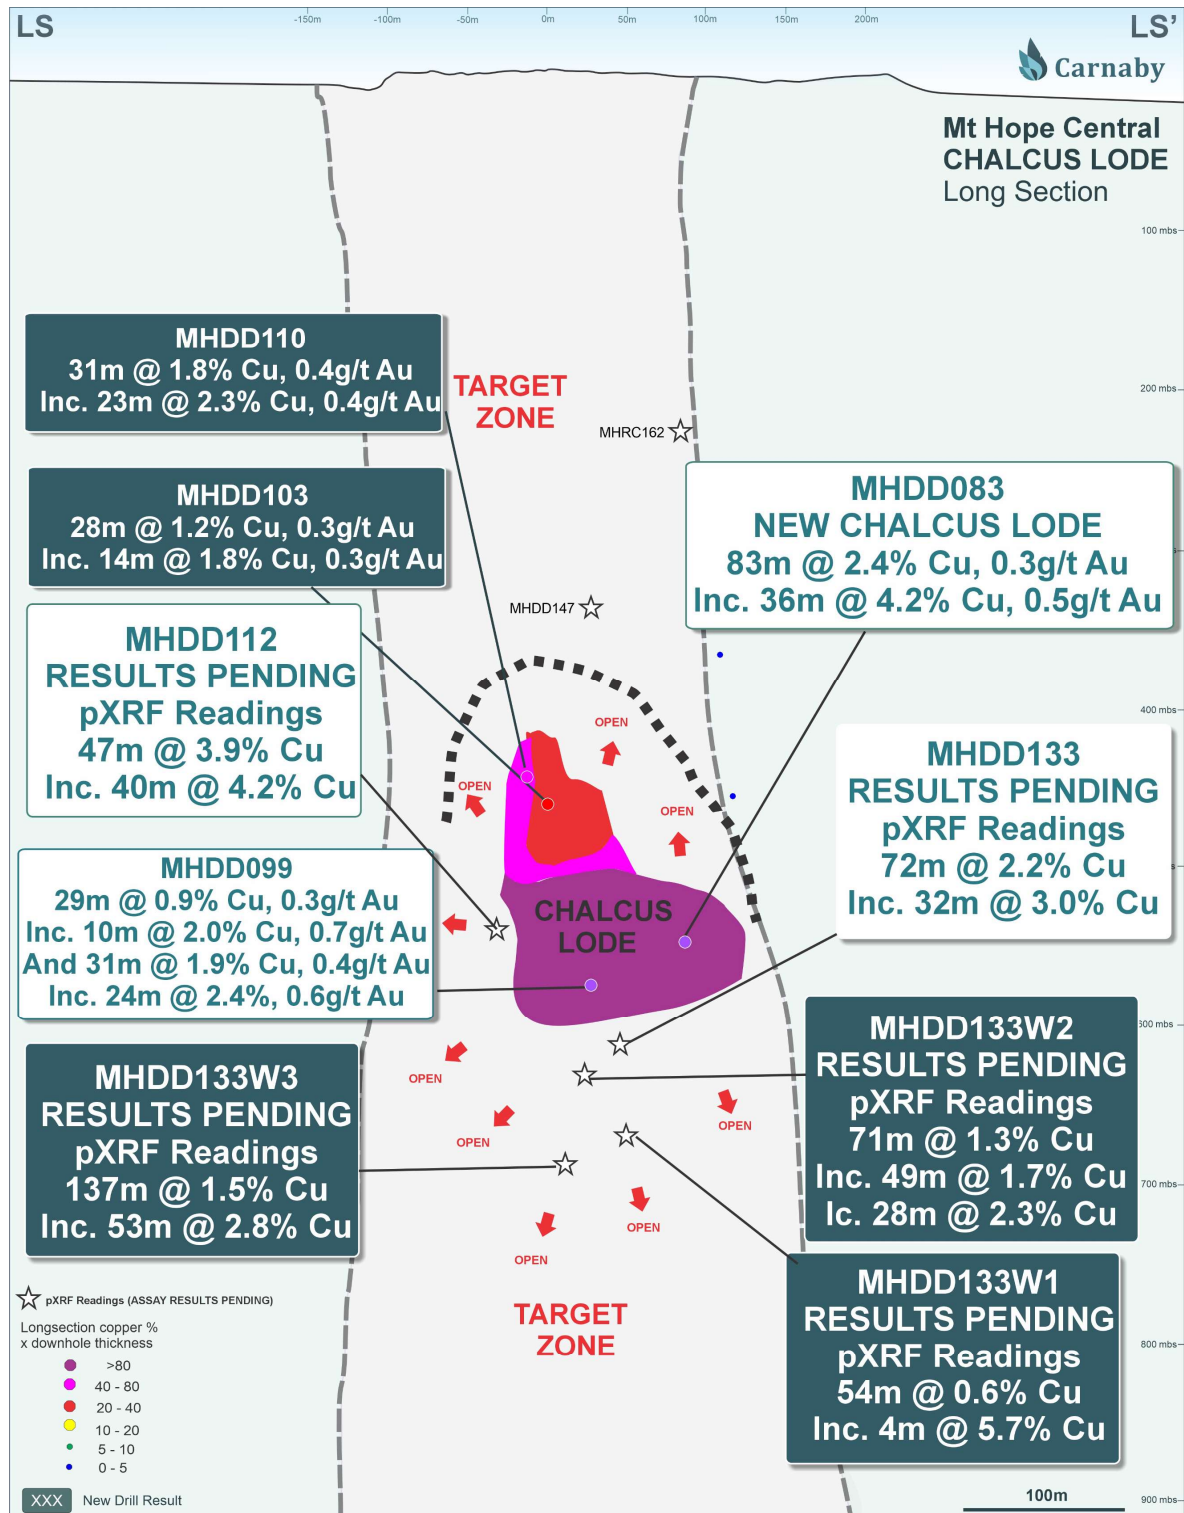 LS
-150m
-100m
-50m
0m
50m
100m
150m
200m
LS'
Carnaby
Mt Hope Central
CHALCUS LODE
Long Section
100 mbs
200 mbs
400 mbs
700 mbs
800 mbs
900 mbs
MHDD110
31m @ 1.8% Cu, 0.4g/t Au
Inc. 23m @ 2.3% Cu, 0.4g/t Au
TARGET
ZONE
MHRC162
MHDD103
28m @ 1.2% Cu, 0.3g/t Au
Inc. 14m @ 1.8% Cu, 0.3g/t Au
MHDD083
NEW CHALCUS LODE
83m @ 2.4% Cu, 0.3g/t Au
Inc. 36m @ 4.2% Cu, 0.5g/t Au
MHDD147
MHDD112
RESULTS PENDING
pXRF Readings
47m @ 3.9% Cu
Inc. 40m @ 4.2% Cu
OPEN
OPEN
OPEN
MHDD133
RESULTS PENDING
pXRF Readings
72m @ 2.2% Cu
Inc. 32m @ 3.0% Cu
MHDD099
29m @ 0.9% Cu, 0.3g/t Au
Inc. 10m @ 2.0% Cu, 0.7g/t Au
And 31m @ 1.9% Cu, 0.4g/t Au
Inc. 24m @ 2.4%, 0.6g/t Au
CHALCUS
LODE
MHDD133W2
RESULTS PENDING
pXRF Readings
71m @ 1.3% Cu
Inc. 49m @ 1.7% Cu
Ic. 28m @ 2.3% Cu
MHDD133W3
RESULTS PENDING
pXRF Readings
137m @ 1.5% Cu
Inc. 53m @ 2.8% Cu
OPEN
OPEN
OPEN
OPEN
OPEN
MHDD133W1
RESULTS PENDING
pXRF Readings
54m @ 0.6% Cu
Inc. 4m @ 5.7% Cu
TARGET
ZONE
pXRF Readings (ASSAY RESULTS PENDING)
Longsection copper %
x downhole thickness
>80
40 - 80
20 - 40
10 - 20
5 - 10
0 - 5
XXX New Drill Result
100m